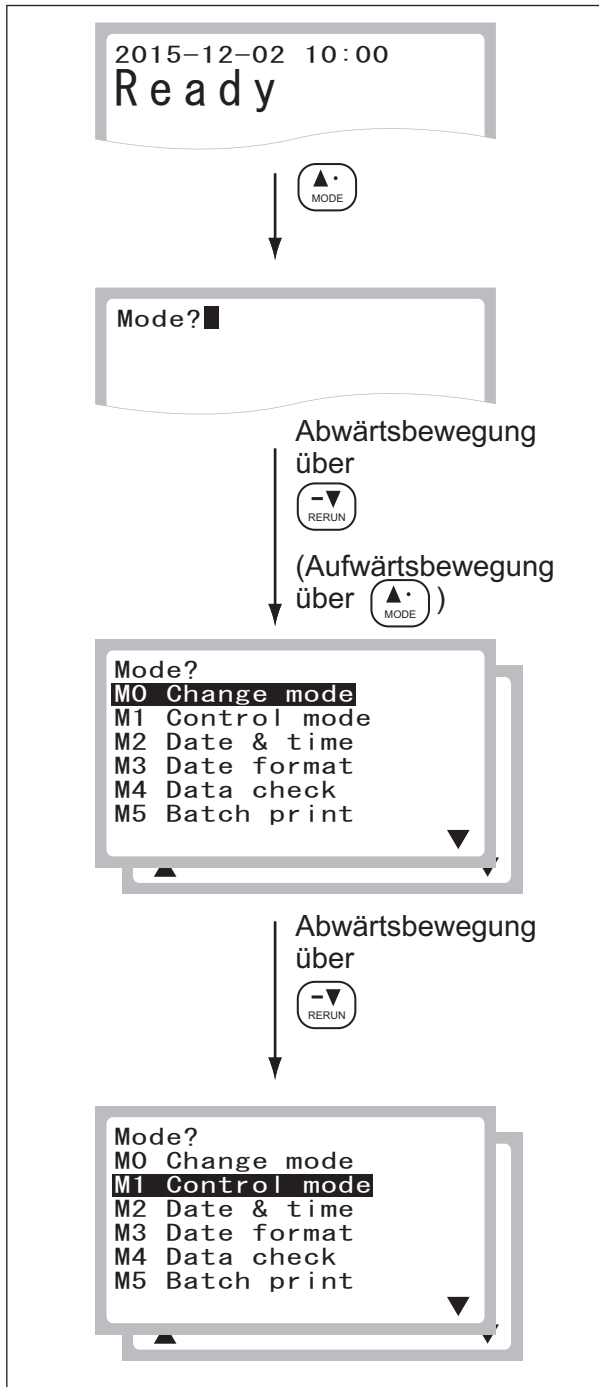 2015-12-02 10:00
Ready
MODE
Mode?
Abwärtsbewegung
über
RERUN
(Aufwärtsbewegung
über MODE )
Mode?
M0 Change mode
M1 Control mode
M2 Date & time
M3 Date format
M4 Data check
M5 Batch print
Abwärtsbewegung
über
RERUN
Mode?
M0 Change mode
M1 Control mode
M2 Date & time
M3 Date format
M4 Data check
M5 Batch print